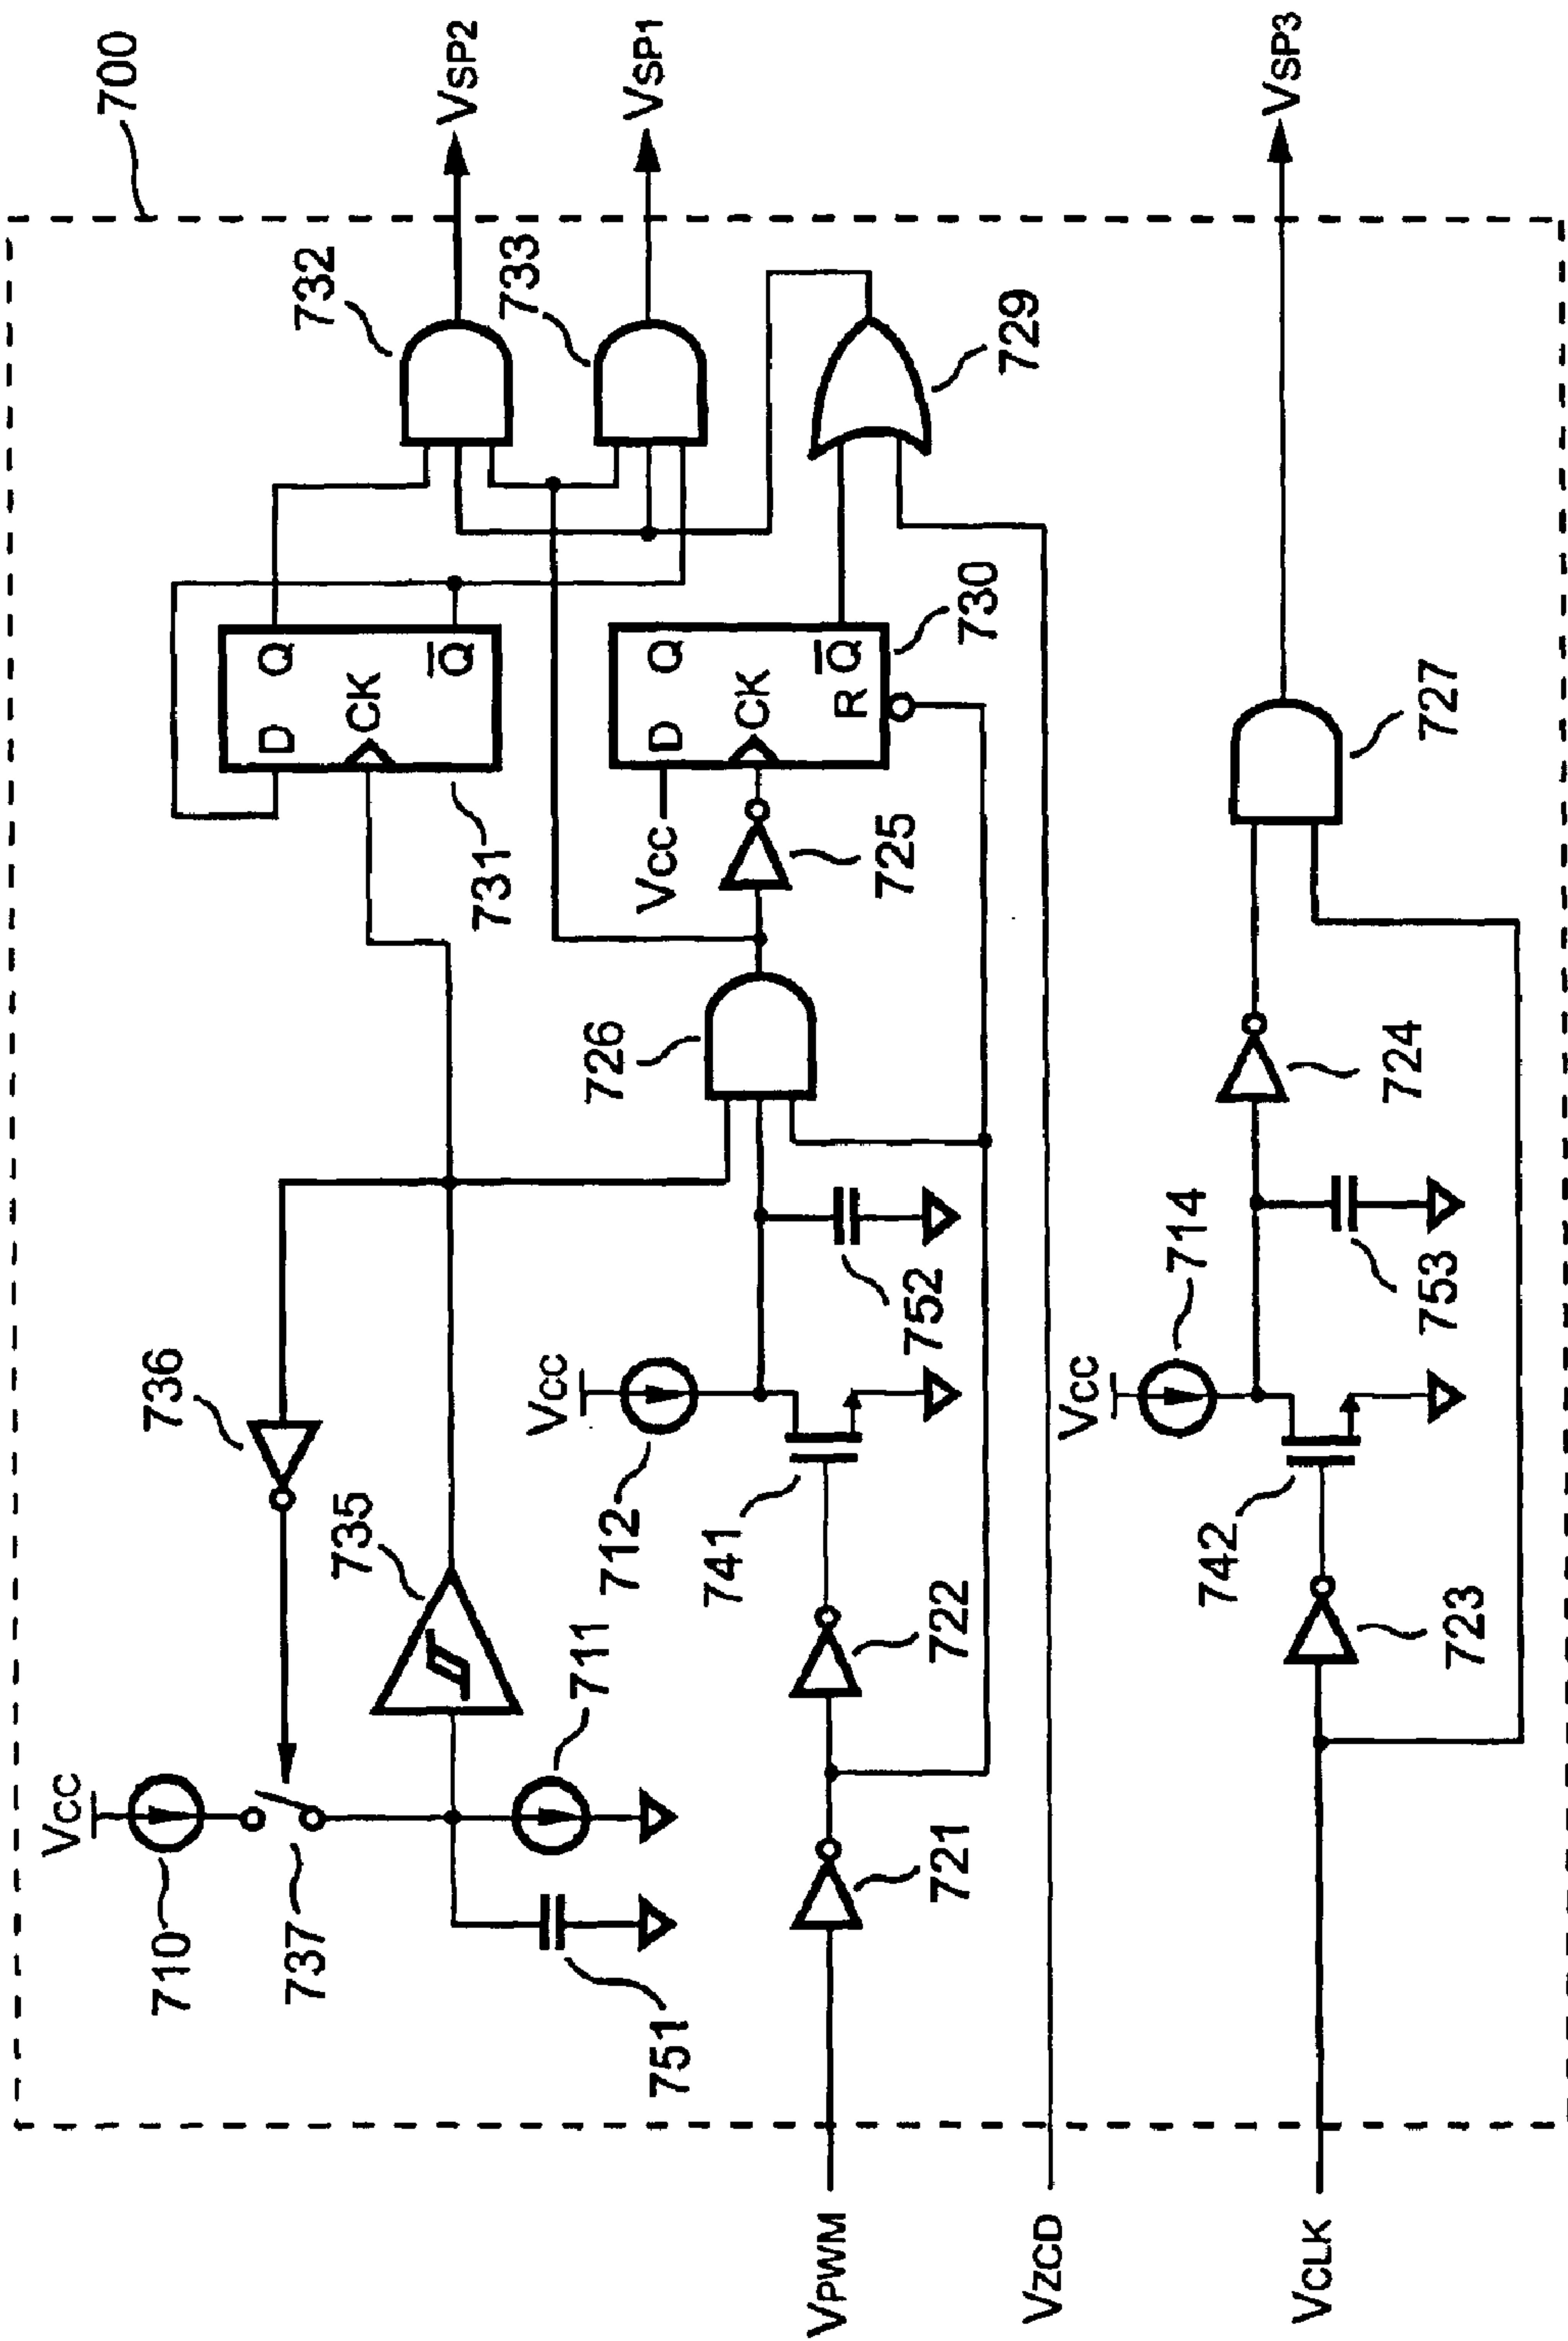 700
VCC
736
710
D Q
737
735
732
CK
Q̅
VSP2
731
733
VCC
711
712
726
VSP1
751
VCC
D Q
741
CK
VPWM
R Q̅
725
721
722
752
730
729
VZCD
VCC
714
742
VSP3
VCLK
724
723
753
727